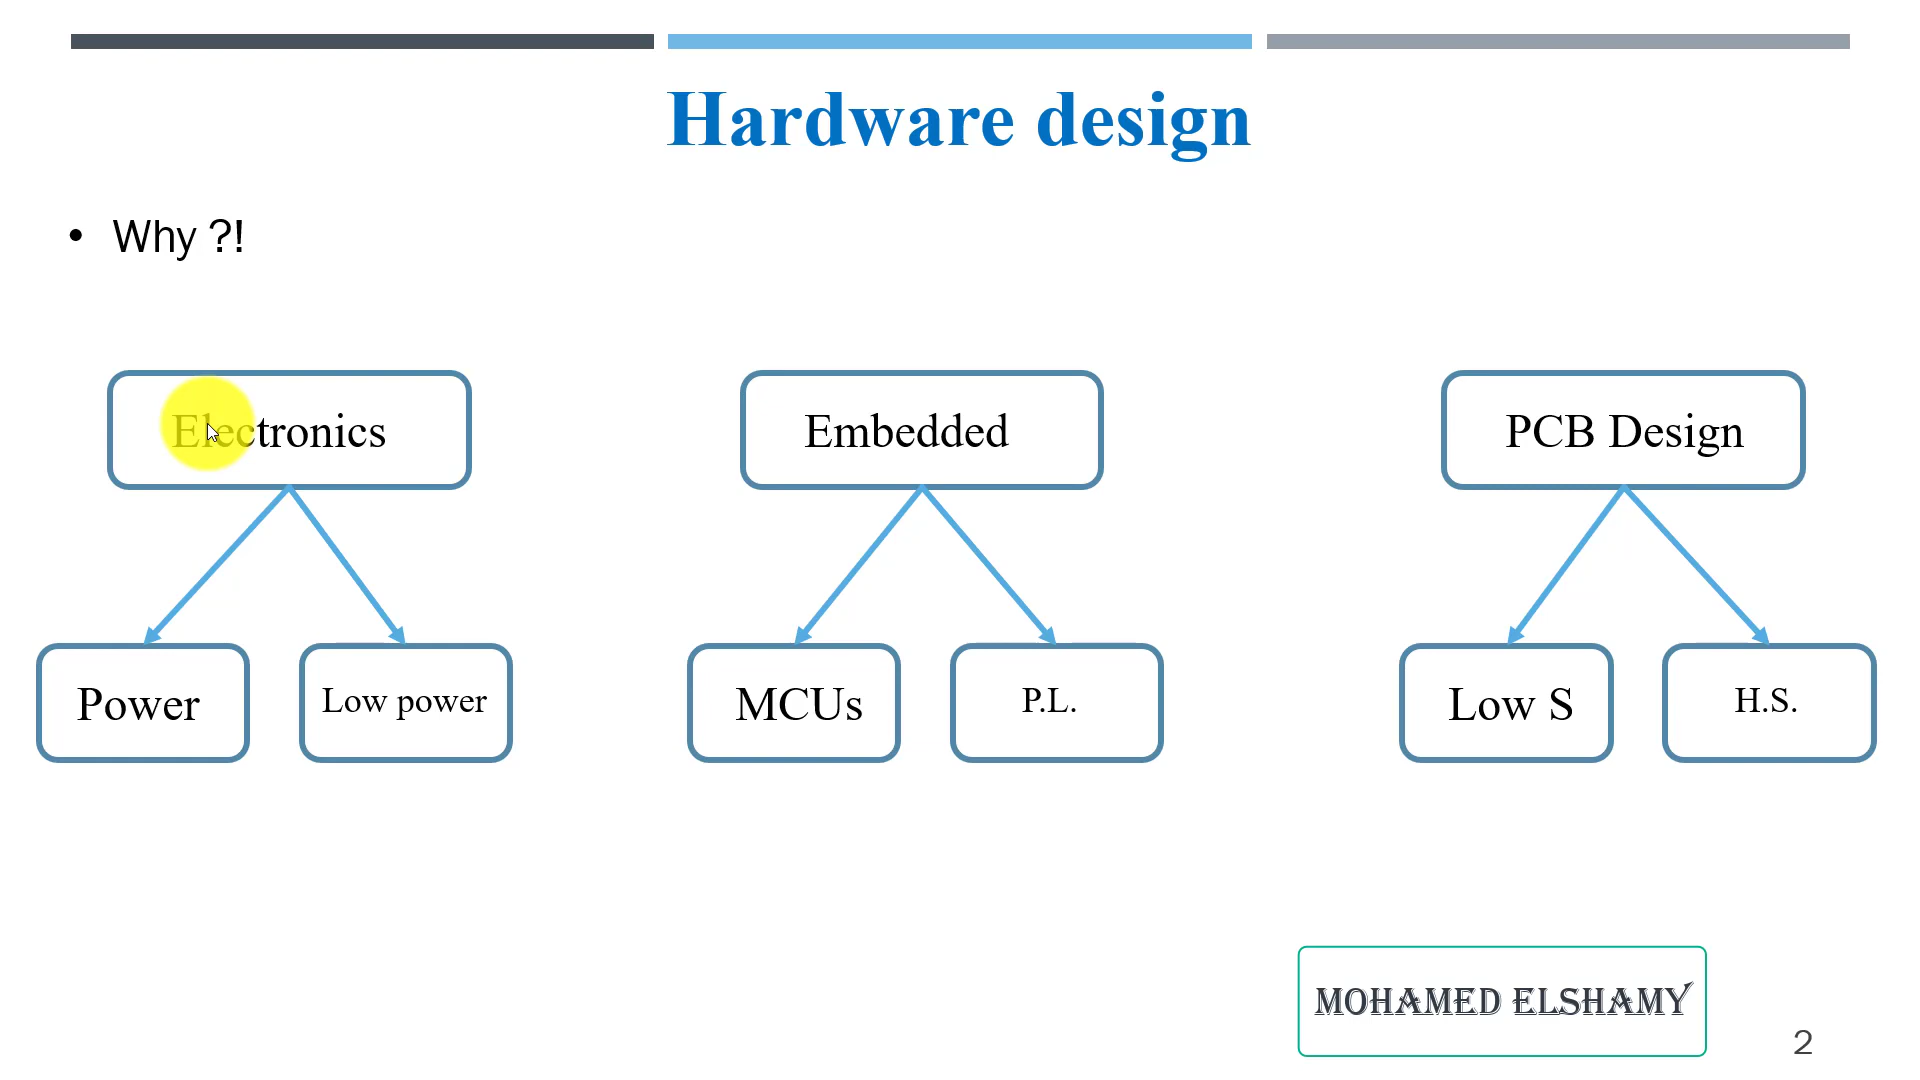 Hardware design
• Why ?!
Electronics
Embedded
PCB Design
Power
Low power
MCUs
P.L.
Low S
H.S.
MOHAMED ELSHAMY
2